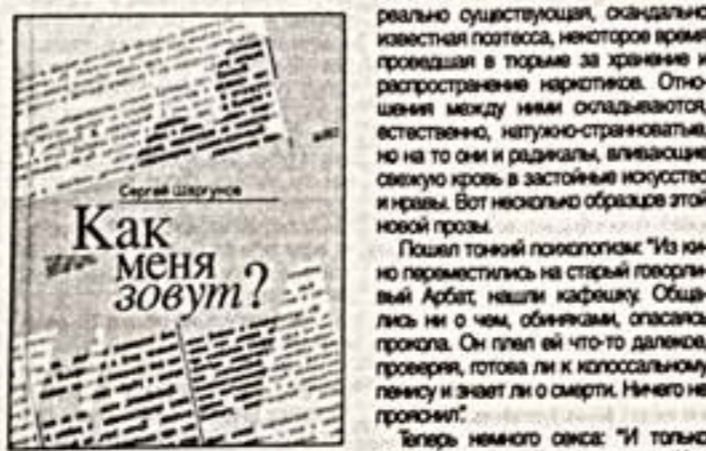 Сергей Шаргунов
Как
меня
зовут?
реально существующая, скандально
известная поэтесса, некоторое время
проведшая в тюрьме за хранение и
распространение наркотиков. Отно-
шения между ними складываются,
естественно, натужно-странноватые,
но на то они и радикалы, вливающие
свежую кровь в застойные искусство
и нравы. Вот несколько образцов этой
новой прозы.
Пошел тонкий психологизм: "Из ки-
но переместились на старый говорли-
вый Арбат, нашли кафешку. Обща-
лись ни о чем, обиняками, опасаясь
прокола. Он плел ей что-то далекое,
проверяя, готова ли к колоссальному
пенису и знает ли о смерти. Ничего не
прояснил".
Теперь немного секса: "И только